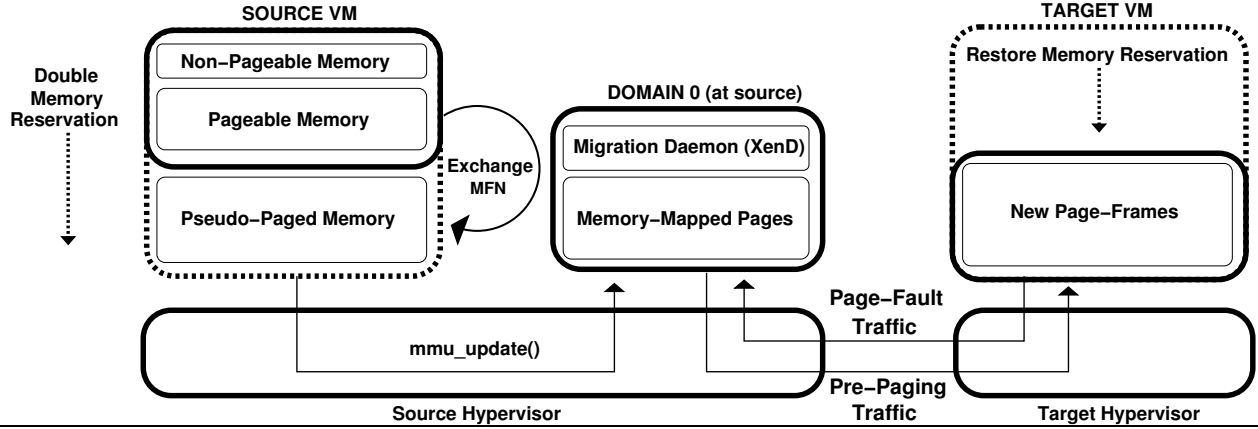 SOURCE VM
Non-Pageable Memory
Pageable Memory
Pseudo-Paged Memory
Double
Memory
Reservation
Exchange
MFN
DOMAIN 0 (at source)
Migration Daemon (XenD)
Memory-Mapped Pages
TARGET VM
Restore Memory Reservation
New Page-Frames
Page-Fault
Traffic
mmu_update()
Pre-Paging
Traffic
Source Hypervisor
Target Hypervisor